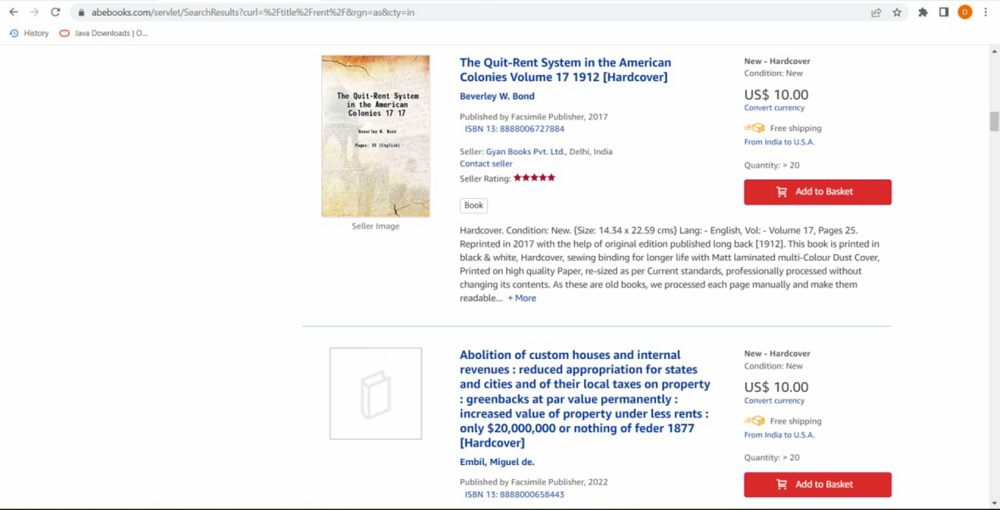 abebooks.com/servlet/SearchResults?curl=%2Ftitle%2Frent%2F&rgn=as&cty=in
D
History
Java Downloads | O...
The Quit-Rent System
in the American
Colonies 17 17
Beverley W. Bond
Pages: 25 (English)
Seller Image
The Quit-Rent System in the American
Colonies Volume 17 1912 [Hardcover]
Beverley W. Bond
Published by Facsimile Publisher, 2017
ISBN 13: 8888006727884
Seller: Gyan Books Pvt. Ltd., Delhi, India
Contact seller
Seller Rating:
Book
Hardcover. Condition: New. {Size: 14.34 x 22.59 cms} Lang: - English, Vol: - Volume 17, Pages 25.
Reprinted in 2017 with the help of original edition published long back [1912]. This book is printed in
black & white, Hardcover, sewing binding for longer life with Matt laminated multi-Colour Dust Cover,
Printed on high quality Paper, re-sized as per Current standards, professionally processed without
changing its contents. As these are old books, we processed each page manually and make them
readable... + More
New - Hardcover
Condition: New
US$ 10.00
Convert currency
Free shipping
From India to U.S.A.
Quantity: > 20
Add to Basket
Abolition of custom houses and internal
revenues : reduced appropriation for states
and cities and of their local taxes on property
: greenbacks at par value permanently :
increased value of property under less rents :
only $20,000,000 or nothing of feder 1877
[Hardcover]
Embil, Miguel de.
Published by Facsimile Publisher, 2022
ISBN 13: 8888000658443
New - Hardcover
Condition: New
US$ 10.00
Convert currency
Free shipping
From India to U.S.A.
Quantity: > 20
Add to Basket